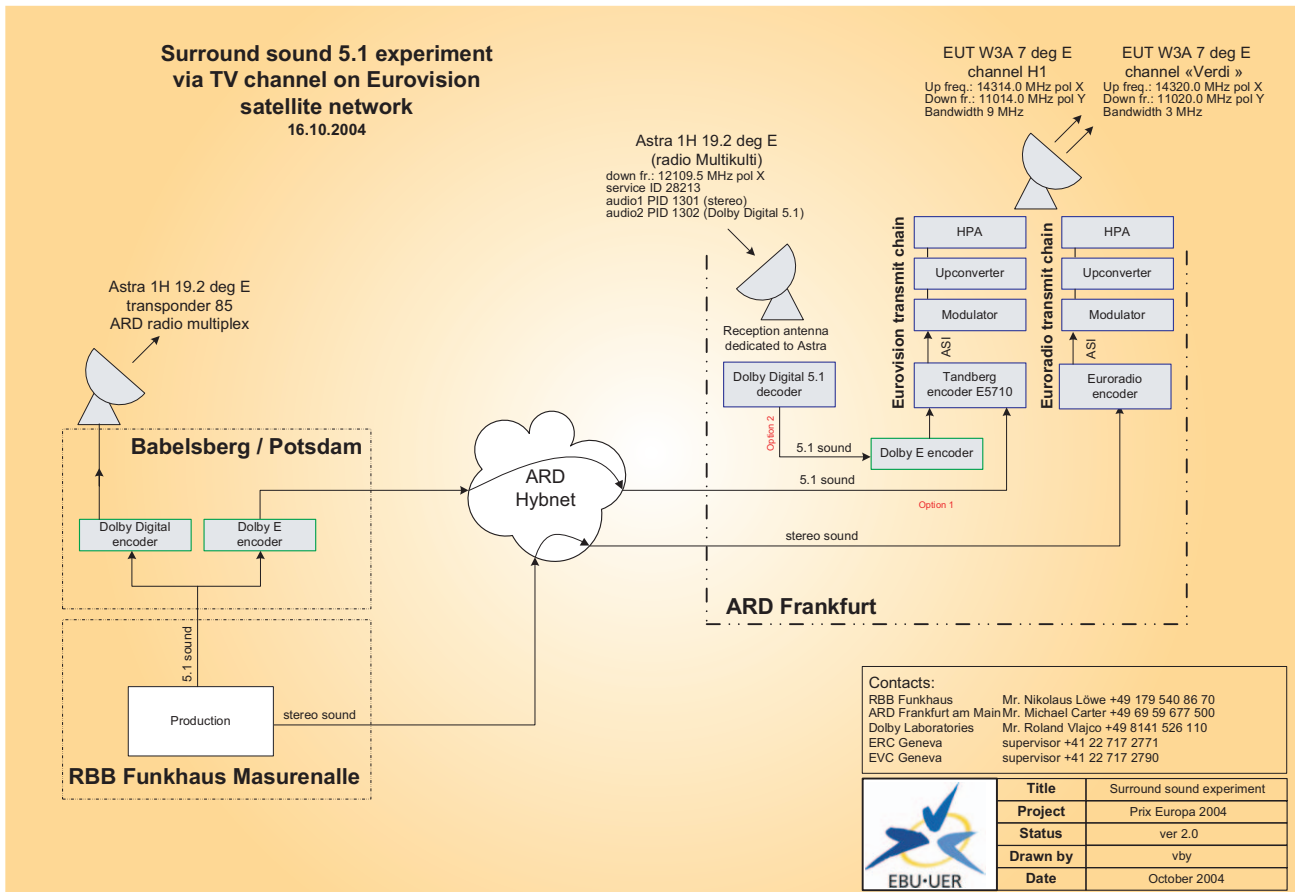 Surround sound 5.1 experiment
via TV channel on Eurovision
satellite network
16.10.2004
EUT W3A 7 deg E
channel H1
Up freq.: 14314.0 MHz pol X
Down fr.: 11014.0 MHz pol Y
Bandwidth 9 MHz
EUT W3A 7 deg E
channel «Verdi »
Up freq.: 14320.0 MHz pol X
Down fr.: 11020.0 MHz pol Y
Bandwidth 3 MHz
Astra 1H 19.2 deg E
(radio Multikulti)
down fr.: 12109.5 MHz pol X
service ID 28213
audio1 PID 1301 (stereo)
audio2 PID 1302 (Dolby Digital 5.1)
Astra 1H 19.2 deg E
transponder 85
ARD radio multiplex
Reception antenna
dedicated to Astra
Dolby Digital 5.1
decoder
Option 2
5.1 sound
Dolby E encoder
Eurovision transmit chain
HPA
Upconverter
Modulator
ASI
Tandberg
encoder E5710
Euroradio transmit chain
HPA
Upconverter
Modulator
ASI
Euroradio
encoder
Babelsberg / Potsdam
Dolby Digital
encoder
Dolby E
encoder
ARD
Hybnet
5.1 sound
Option 1
stereo sound
ARD Frankfurt
5.1 sound
Production
stereo sound
RBB Funkhaus Masurenalle
Contacts:
RBB Funkhaus Mr. Nikolaus Löwe +49 179 540 86 70
ARD Frankfurt am Main Mr. Michael Carter +49 69 59 677 500
Dolby Laboratories Mr. Roland Vlajco +49 8141 526 110
ERC Geneva supervisor +41 22 717 2771
EVC Geneva supervisor +41 22 717 2790
EBU·UER
Title Surround sound experiment
Project Prix Europa 2004
Status ver 2.0
Drawn by vby
Date October 2004